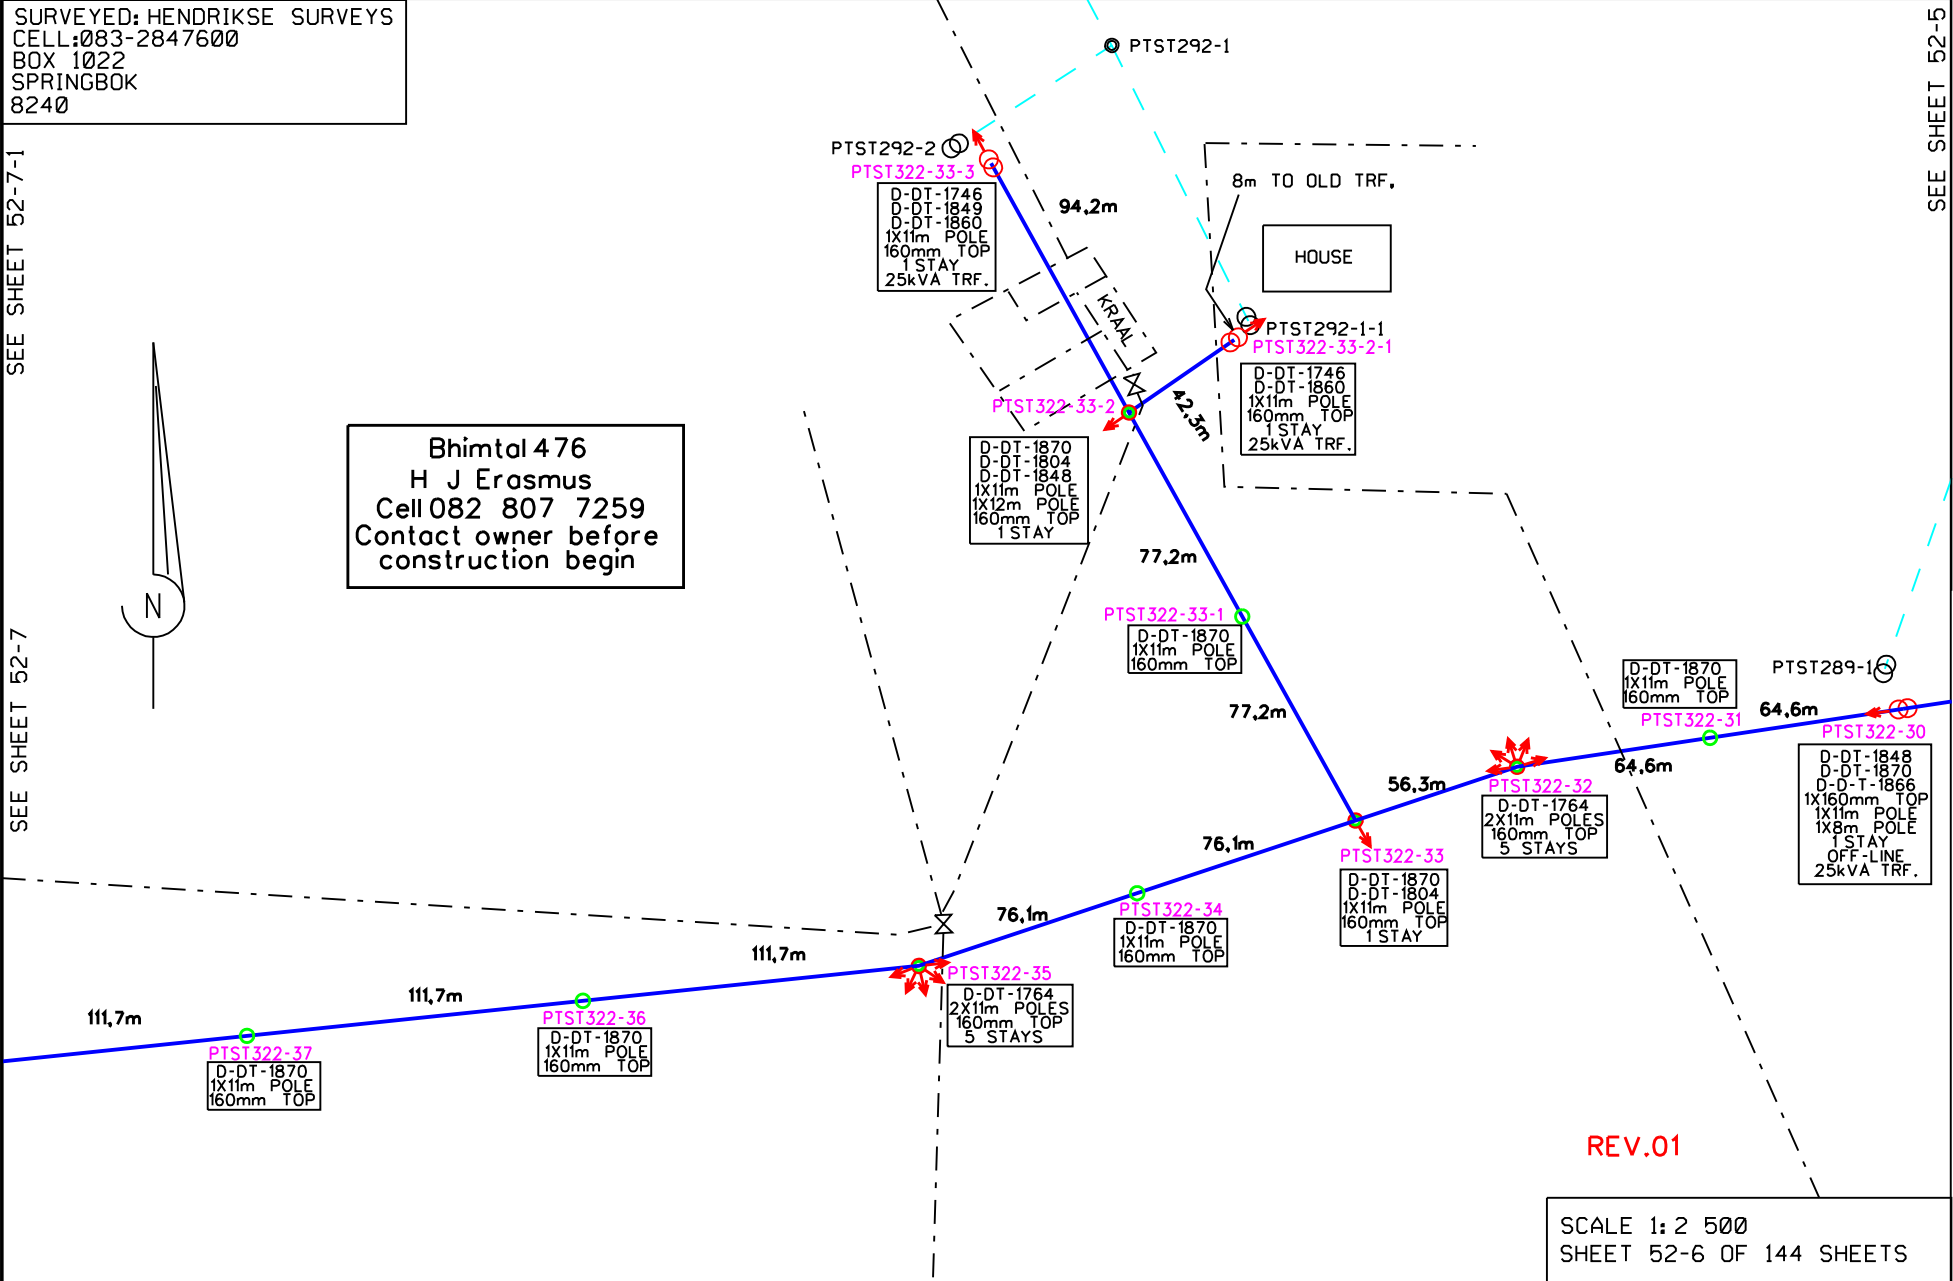 SURVEYED: HENDRIKSE SURVEYS
CELL:083-2847600
BOX 1022
SPRINGBOK
8240
SEE SHEET 52-7-1
SEE SHEET 52-7
SEE SHEET 52-5
N
Bhimtal 476
H J Erasmus
Cell 082 807 7259
Contact owner before
construction begin
PTST292-1
PTST292-2
PTST322-33-3
D-DT-1746
D-DT-1849
D-DT-1860
1X11m POLE
160mm TOP
1 STAY
25kVA TRF.
94,2m
8m TO OLD TRF.
HOUSE
KRAAL
PTST292-1-1
PTST322-33-2-1
D-DT-1746
D-DT-1860
1X11m POLE
160mm TOP
1 STAY
25kVA TRF.
42,3m
PTST322-33-2
D-DT-1870
D-DT-1804
D-DT-1848
1X11m POLE
1X12m POLE
160mm TOP
1 STAY
77,2m
PTST322-33-1
D-DT-1870
1X11m POLE
160mm TOP
77,2m
D-DT-1870
1X11m POLE
160mm TOP
PTST322-31
PTST289-1
64,6m
PTST322-30
D-DT-1848
D-DT-1870
D-D-T-1866
1X160mm TOP
1X11m POLE
1X8m POLE
1 STAY
OFF-LINE
25kVA TRF.
64,6m
PTST322-32
D-DT-1764
2X11m POLES
160mm TOP
5 STAYS
56,3m
PTST322-33
D-DT-1870
D-DT-1804
1X11m POLE
160mm TOP
1 STAY
76,1m
PTST322-34
D-DT-1870
1X11m POLE
160mm TOP
76,1m
PTST322-35
D-DT-1764
2X11m POLES
160mm TOP
5 STAYS
111,7m
PTST322-36
D-DT-1870
1X11m POLE
160mm TOP
111,7m
PTST322-37
D-DT-1870
1X11m POLE
160mm TOP
111,7m
REV.01
SCALE 1: 2 500
SHEET 52-6 OF 144 SHEETS